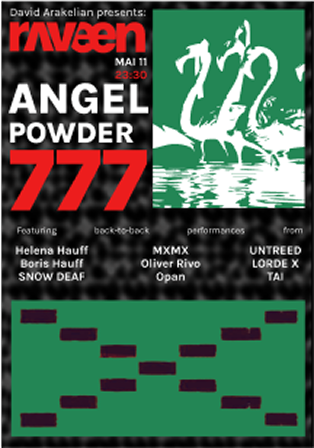 David Arakelian presents:
raveen
MAI 11
23:30
ANGEL
POWDER
777
Featuring back-to-back performances from
Helena Hauff MXMX UNTREED
Boris Hauff Oliver Rivo LORDE X
SNOW DEAF Opan TAI